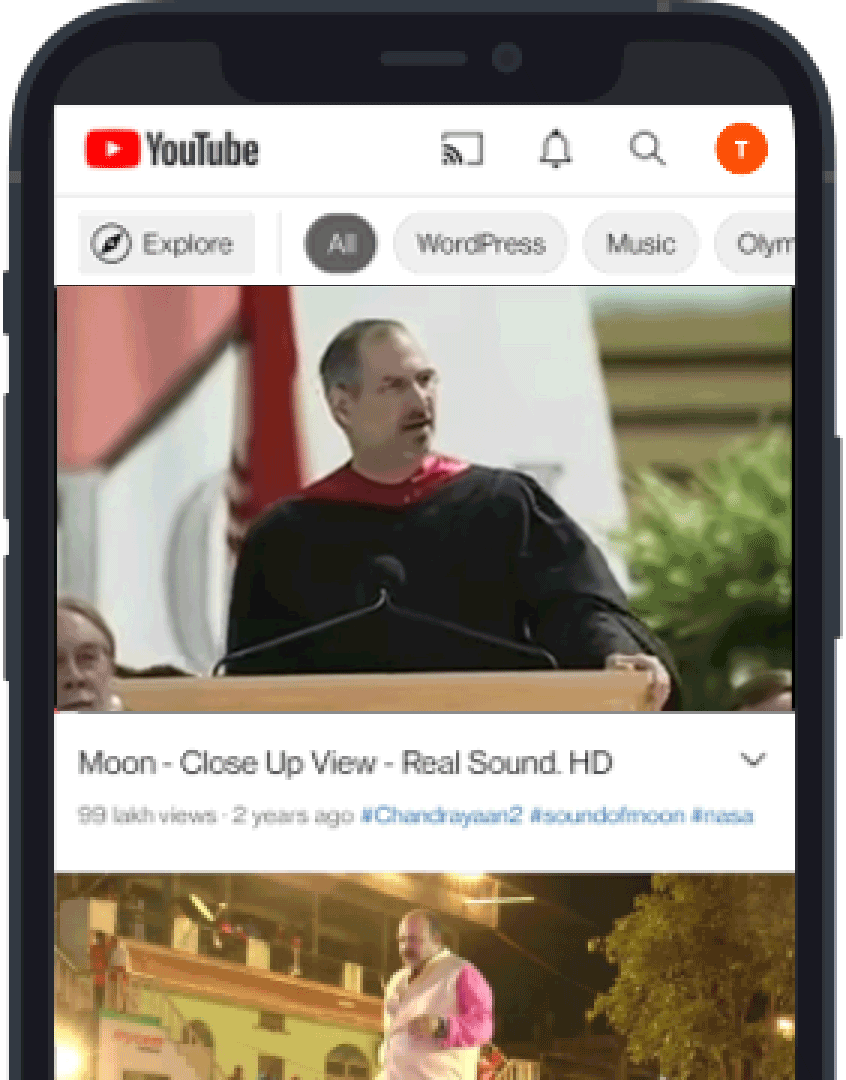 YouTube
T
Explore
All
WordPress
Music
Olym
Moon - Close Up View - Real Sound. HD
99 lakh views · 2 years ago #Chandrayaan2 #soundofmoon #nasa